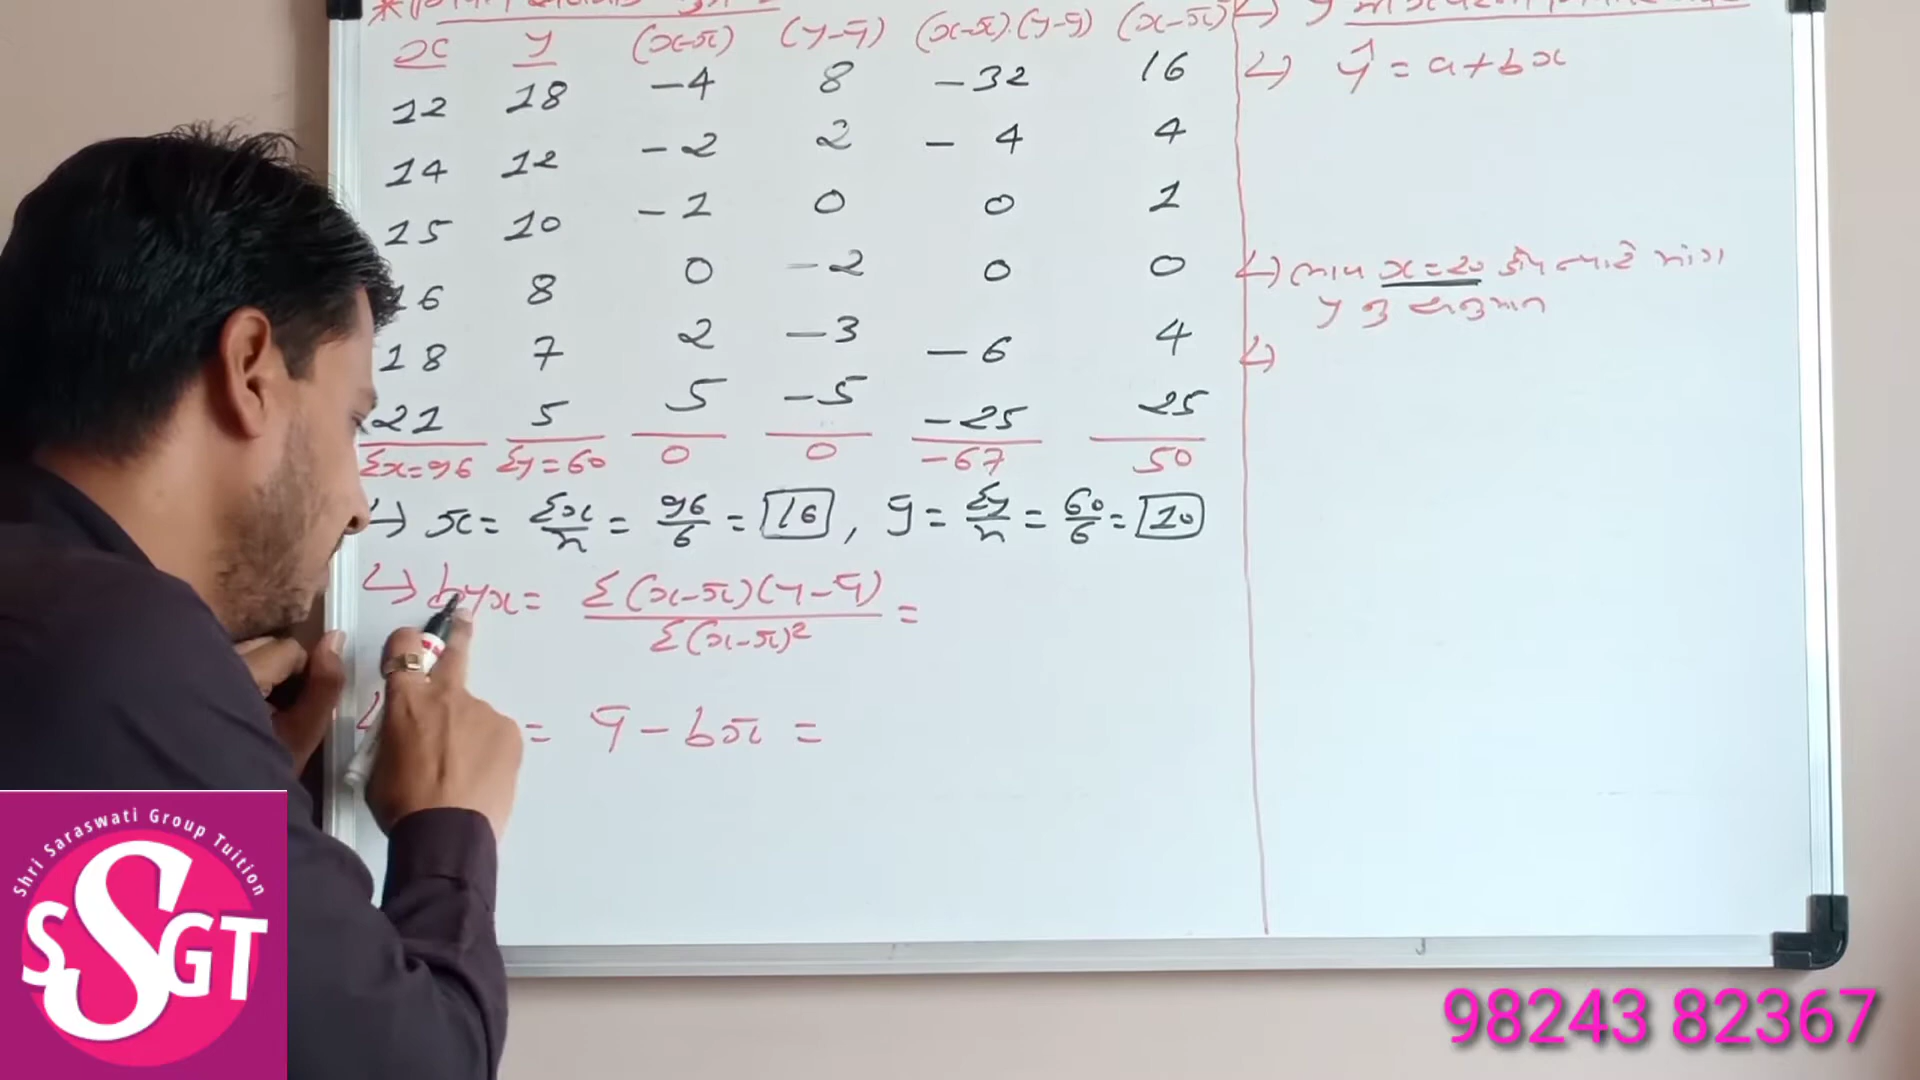 x y (x-x̄) (y-ȳ) (x-x̄).(y-ȳ) (x-x̄)
12 18 -4 8 -32 16
14 12 -2 2 - 4 4
15 10 -1 0 0 1
16 8 0 -2 0 0
18 7 2 -3 -6 4
21 5 5 -5 -25 25
Σx=96 Σy=60 0 0 -67 50
↳ x̄ = Σx/n = 96/6 = 16 , ȳ = Σy/n = 60/6 = 10
↳ byx = Σ(x-x̄)(y-ȳ) / Σ(x-x̄)² =
= ȳ - bx̄ =
↳ ŷ = a+bx
↳ x=20 હોય ત્યારે માંગ
y નું અનુમાન
↳
Shri Saraswati Group Tuition
SSGT
98243 82367